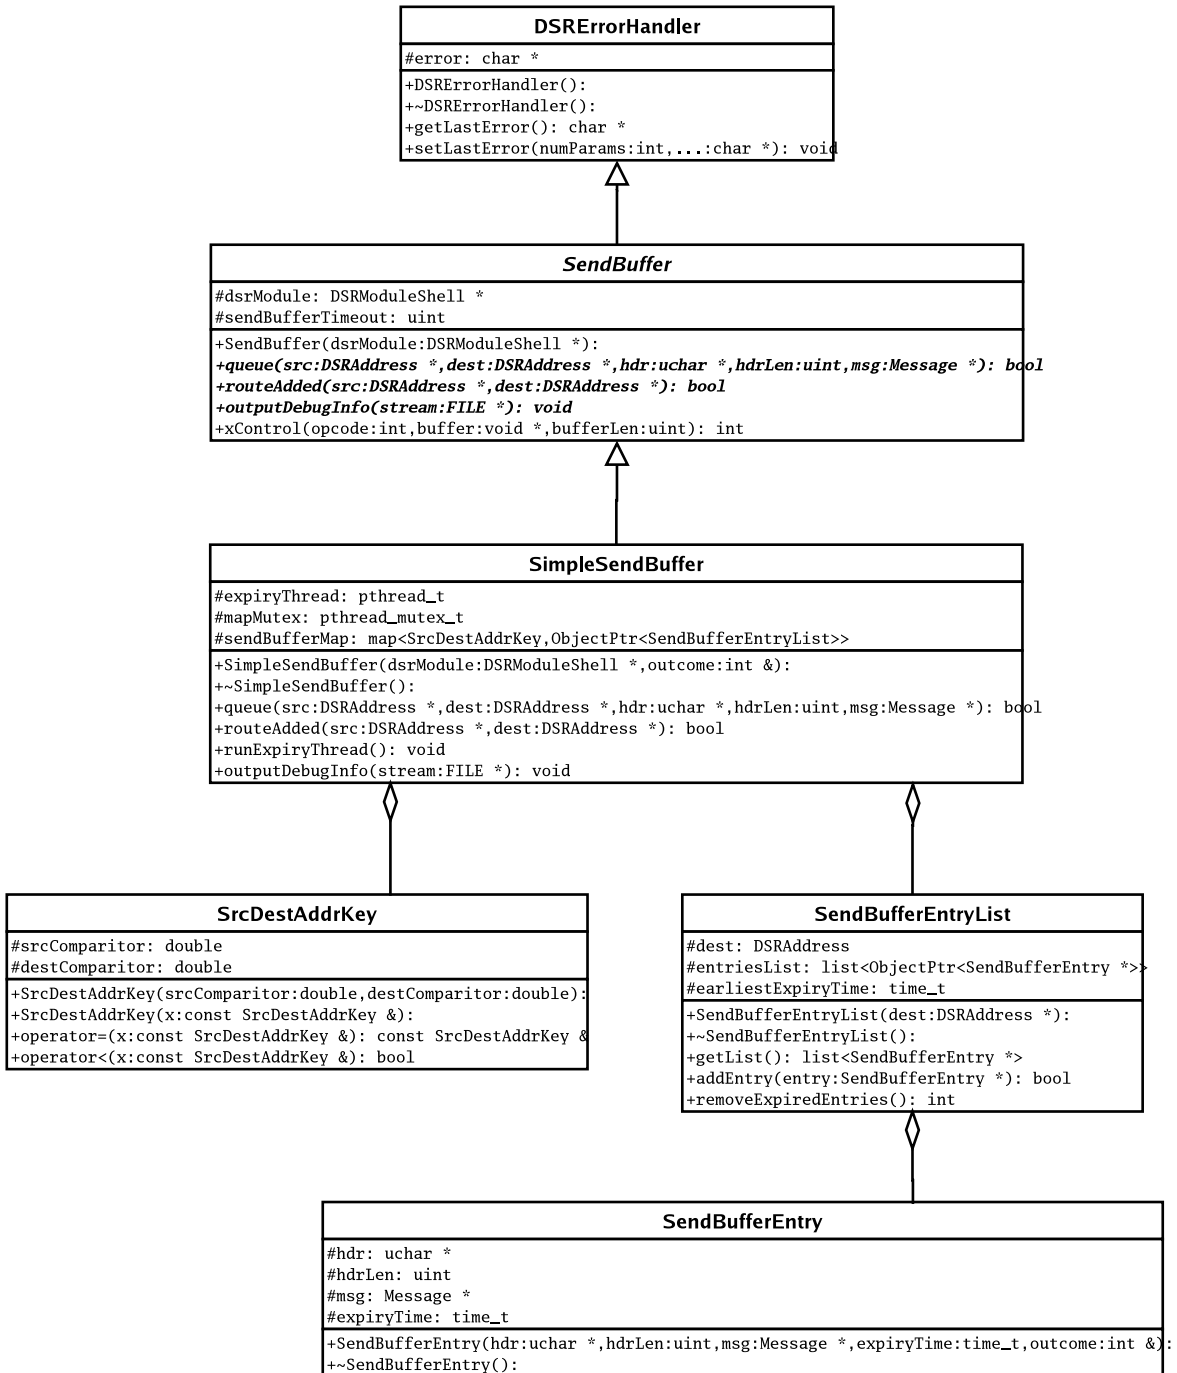 DSRErrorHandler
#error: char *
+DSRErrorHandler():
+~DSRErrorHandler():
+getLastError(): char *
+setLastError(numParams:int,...:char *): void
SendBuffer
#dsrModule: DSRModuleShell *
#sendBufferTimeout: uint
+SendBuffer(dsrModule:DSRModuleShell *):
+queue(src:DSRAddress *,dest:DSRAddress *,hdr:uchar *,hdrLen:uint,msg:Message *): bool
+routeAdded(src:DSRAddress *,dest:DSRAddress *): bool
+outputDebugInfo(stream:FILE *): void
+xControl(opcode:int,buffer:void *,bufferLen:uint): int
SimpleSendBuffer
#expiryThread: pthread_t
#mapMutex: pthread_mutex_t
#sendBufferMap: map<SrcDestAddrKey,ObjectPtr<SendBufferEntryList>>
+SimpleSendBuffer(dsrModule:DSRModuleShell *,outcome:int &):
+~SimpleSendBuffer():
+queue(src:DSRAddress *,dest:DSRAddress *,hdr:uchar *,hdrLen:uint,msg:Message *): bool
+routeAdded(src:DSRAddress *,dest:DSRAddress *): bool
+runExpiryThread(): void
+outputDebugInfo(stream:FILE *): void
SrcDestAddrKey
#srcComparitor: double
#destComparitor: double
+SrcDestAddrKey(srcComparitor:double,destComparitor:double):
+SrcDestAddrKey(x:const SrcDestAddrKey &):
+operator=(x:const SrcDestAddrKey &): const SrcDestAddrKey &
+operator<(x:const SrcDestAddrKey &): bool
SendBufferEntryList
#dest: DSRAddress
#entriesList: list<ObjectPtr<SendBufferEntry *>>
#earliestExpiryTime: time_t
+SendBufferEntryList(dest:DSRAddress *):
+~SendBufferEntryList():
+getList(): list<SendBufferEntry *>
+addEntry(entry:SendBufferEntry *): bool
+removeExpiredEntries(): int
SendBufferEntry
#hdr: uchar *
#hdrLen: uint
#msg: Message *
#expiryTime: time_t
+SendBufferEntry(hdr:uchar *,hdrLen:uint,msg:Message *,expiryTime:time_t,outcome:int &):
+~SendBufferEntry():